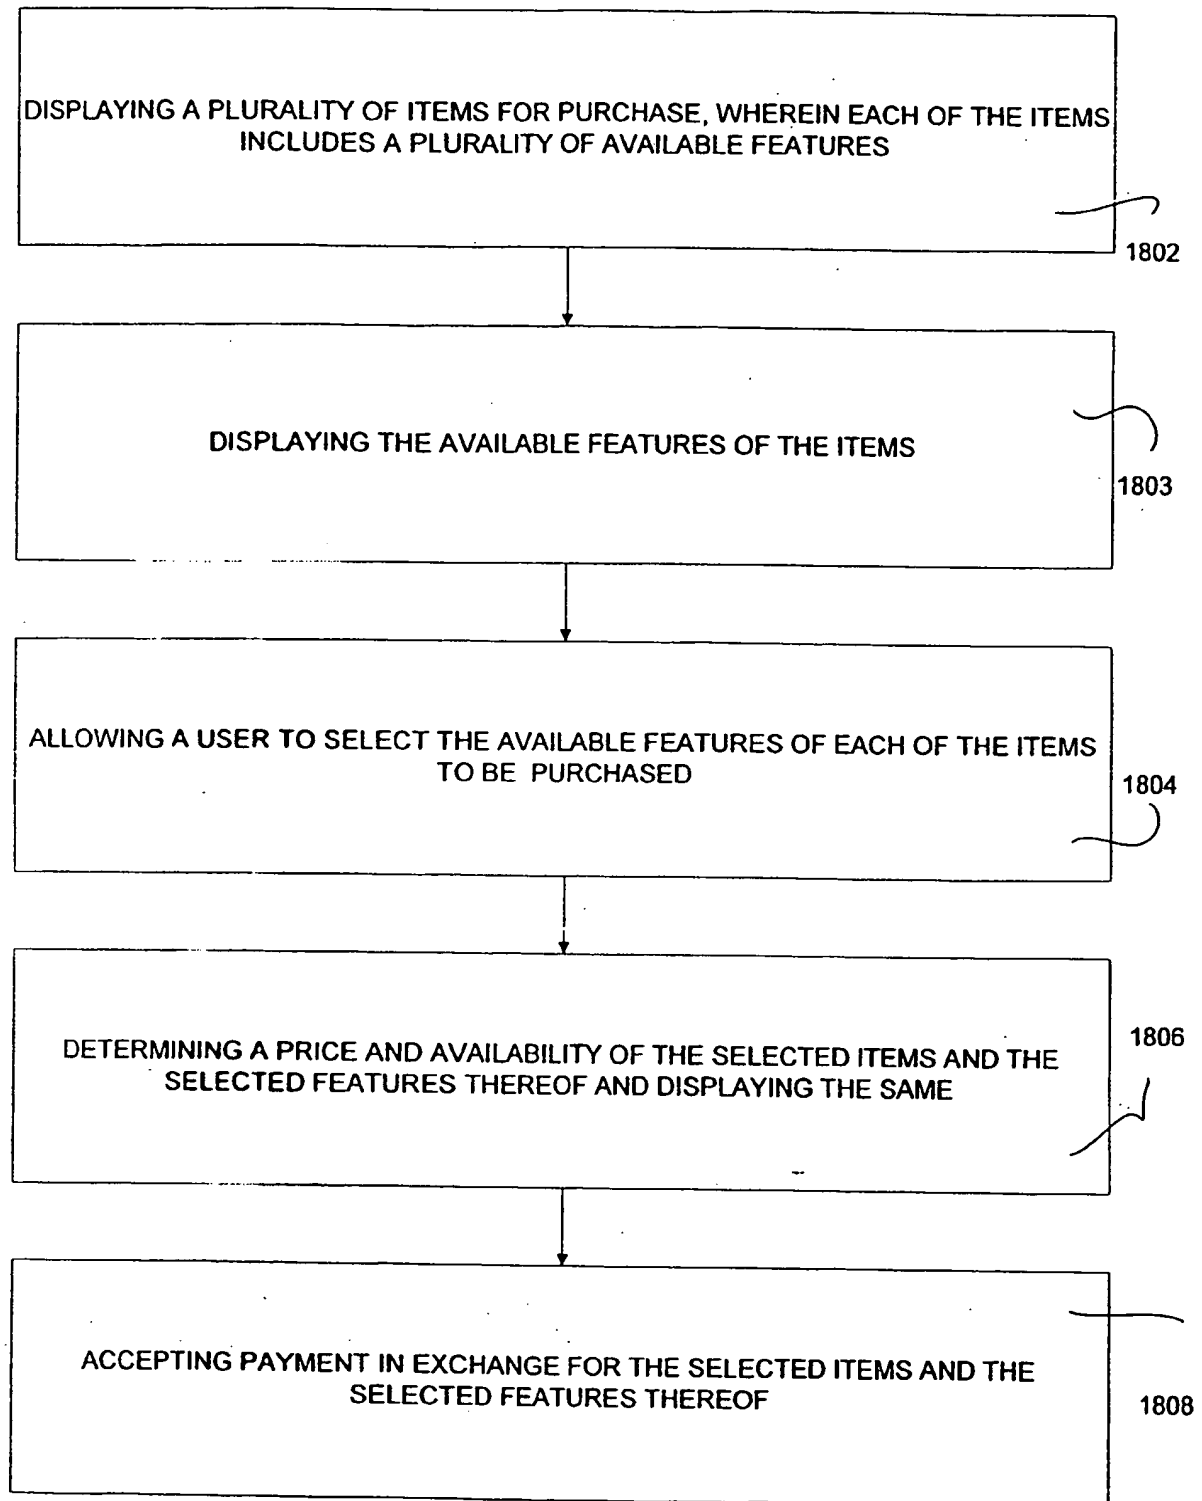 DISPLAYING A PLURALITY OF ITEMS FOR PURCHASE, WHEREIN EACH OF THE ITEMS
INCLUDES A PLURALITY OF AVAILABLE FEATURES
1802
DISPLAYING THE AVAILABLE FEATURES OF THE ITEMS
1803
ALLOWING A USER TO SELECT THE AVAILABLE FEATURES OF EACH OF THE ITEMS
TO BE PURCHASED
1804
DETERMINING A PRICE AND AVAILABILITY OF THE SELECTED ITEMS AND THE
SELECTED FEATURES THEREOF AND DISPLAYING THE SAME
1806
ACCEPTING PAYMENT IN EXCHANGE FOR THE SELECTED ITEMS AND THE
SELECTED FEATURES THEREOF
1808